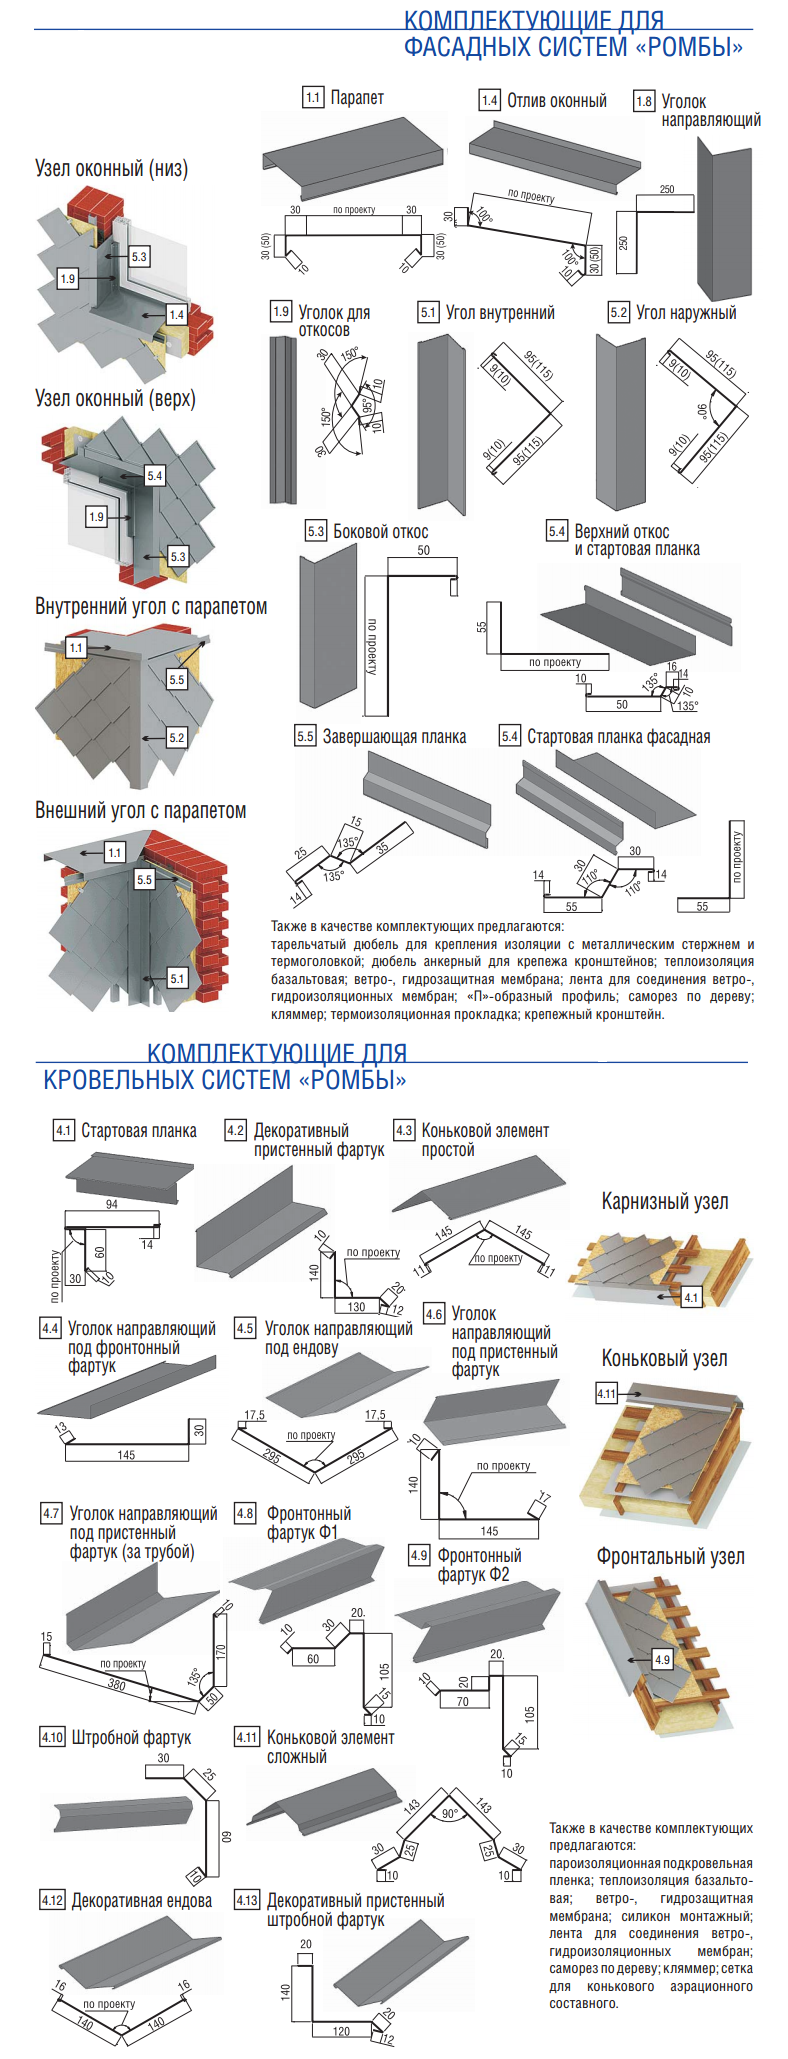 КОМПЛЕКТУЮЩИЕ ДЛЯ
ФАСАДНЫХ СИСТЕМ «РОМБЫ»
1.1 Парапет
30 по проекту 30
30 (50) 30 (50)
10 10
1.4 Отлив оконный
по проекту
30 100°
100° 30 (50)
10
1.8 Уголок
направляющий
250
250
Узел оконный (низ)
5.3
1.9
1.4
1.9 Уголок для
откосов
30 150°
10
150° 95°
10
30
5.1 Угол внутренний
95(115)
9(10)
9(10)
95(115)
5.2 Угол наружный
95(115)
9(10)
90°
9(10)
95(115)
Узел оконный (верх)
5.4
1.9
5.3
5.3 Боковой откос
50
по проекту
5.4 Верхний откос
и стартовая планка
55
по проекту
16
10 135° 14
10
50 135°
Внутренний угол с парапетом
1.1
5.5
5.2
5.5 Завершающая планка
15
25 135° 35
135°
14
5.4 Стартовая планка фасадная
30
30
14 110° 14
110°
55
по проекту
55
Внешний угол с парапетом
1.1
5.5
5.1
Также в качестве комплектующих предлагаются:
тарельчатый дюбель для крепления изоляции с металлическим стержнем и
термоголовкой; дюбель анкерный для крепежа кронштейнов; теплоизоляция
базальтовая; ветро-, гидрозащитная мембрана; лента для соединения ветро-,
гидроизоляционных мембран; «П»-образный профиль; саморез по дереву;
кляммер; термоизоляционная прокладка; крепежный кронштейн.
КОМПЛЕКТУЮЩИЕ ДЛЯ
КРОВЕЛЬНЫХ СИСТЕМ «РОМБЫ»
4.1 Стартовая планка
94
14
по проекту
60
30 10
4.2 Декоративный
пристенный фартук
10
по проекту
140
20
130 12
4.3 Коньковой элемент
простой
145 145
по проекту
11 11
Карнизный узел
4.1
4.4 Уголок направляющий
под фронтонный
фартук
13
30
145
4.5 Уголок направляющий
под ендову
17,5 17,5
по проекту
295 295
4.6 Уголок
направляющий
под пристенный
фартук
10
по проекту
140
17
145
Коньковый узел
4.11
4.7 Уголок направляющий
под пристенный
фартук (за трубой)
10
15
170
по проекту
380
135°
50
4.8 Фронтонный
фартук Ф1
20.
10 30
60
105
15
10
4.9 Фронтонный
фартук Ф2
20.
10 20
70
105
15
10
Фронтальный узел
4.9
4.10 Штробной фартук
30
25
60
10
4.11 Коньковой элемент
сложный
143 143
90°
30 25 25 30
10 10
4.12 Декоративная ендова
16 16
по проекту
140 140
4.13 Декоративный пристенный
штробной фартук
20
140
20
120 12
Также в качестве комплектующих
предлагаются:
пароизоляционная подкровельная
пленка; теплоизоляция базальто-
вая; ветро-, гидрозащитная
мембрана; силикон монтажный;
лента для соединения ветро-,
гидроизоляционных мембран;
саморез по дереву; кляммер; сетка
для конькового аэрационного
составного.